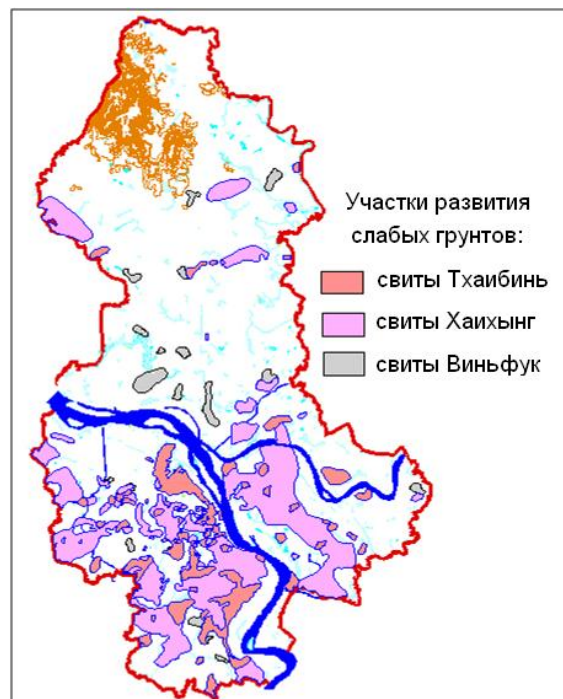 Участки развития
слабых грунтов:
свиты Тхаибинь
свиты Хаихынг
свиты Виньфук